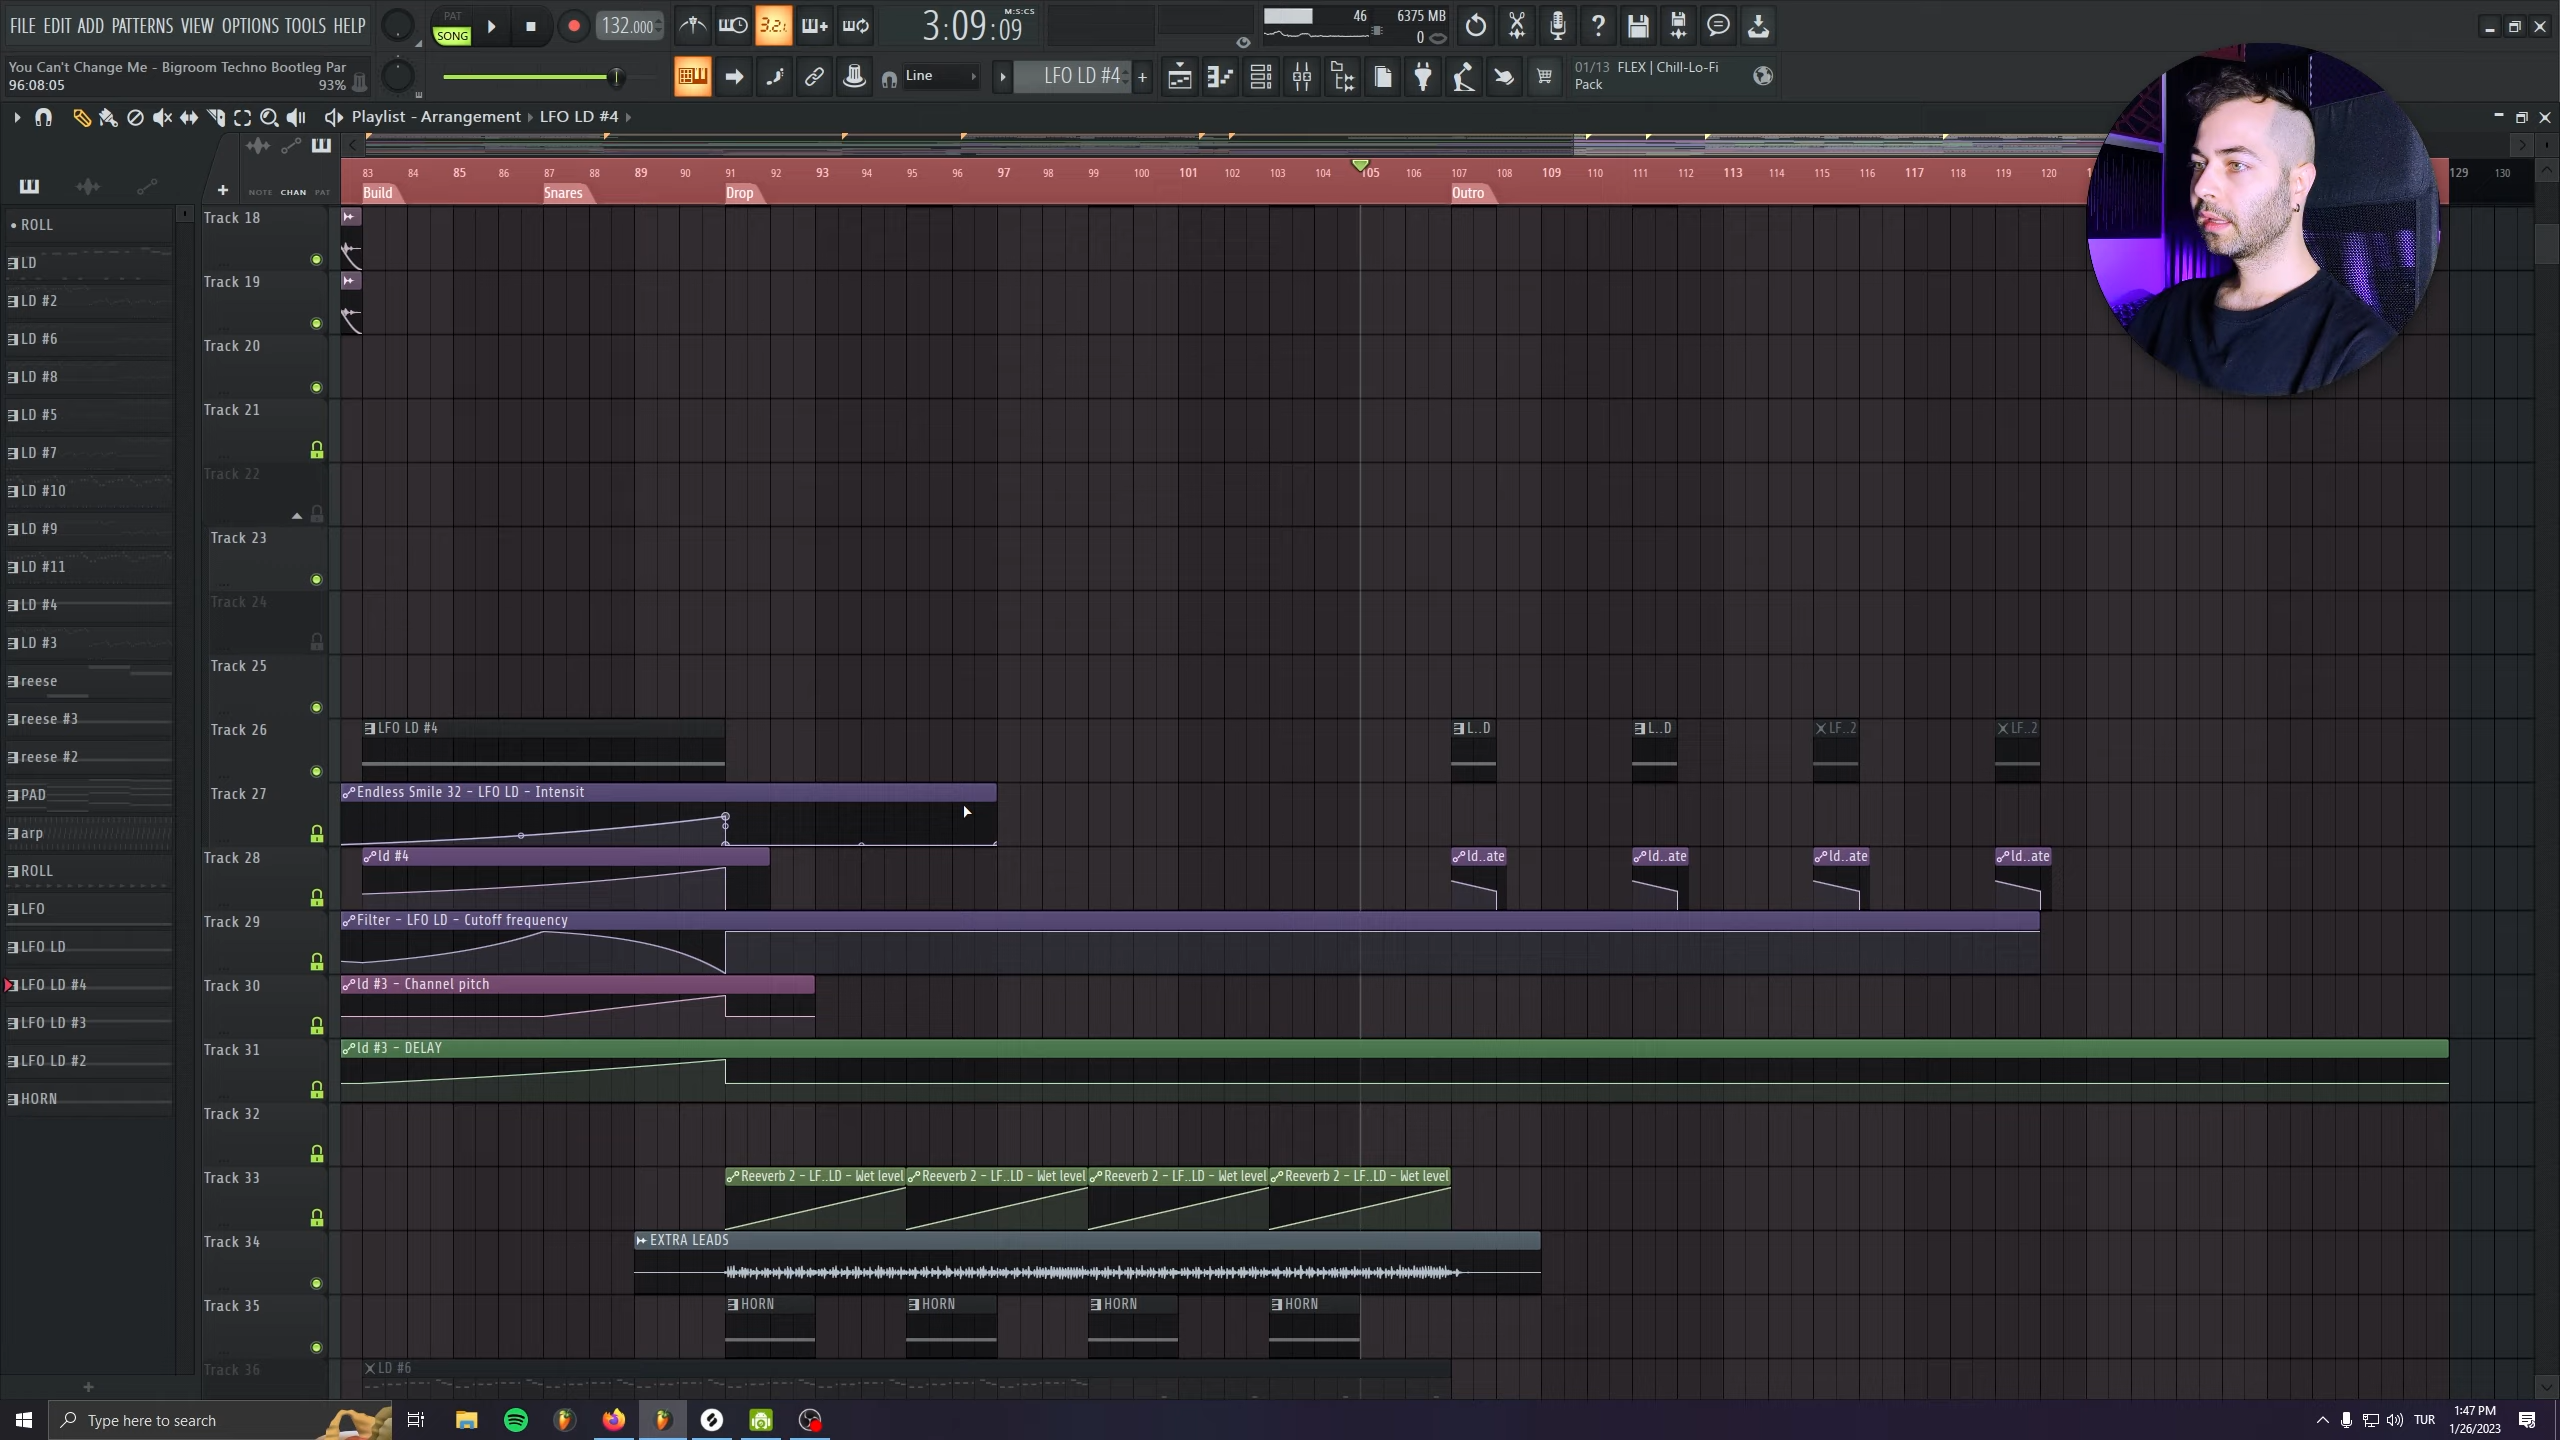 FILE EDIT ADD PATTERNS VIEW OPTIONS TOOLS HELP
PAT
SONG
132.000
3:09:09
M:S:CS
46
6375 MB
0
You Can't Change Me - Bigroom Techno Bootleg Par
96:08:05
93%
Line
LFO LD #4
01/13 FLEX | Chill-Lo-Fi
Pack
Playlist - Arrangement LFO LD #4
NOTE CHAN PAT
83 84 85 86 87 88 89 90 91 92 93 94 95 96 97 98 99 100 101 102 103 104 105 106 107 108 109 110 111 112 113 114 115 116 117 118 119 120 129 130
Build
Snares
Drop
Outro
ROLL
LD
LD #2
LD #6
LD #8
LD #5
LD #7
LD #10
LD #9
LD #11
LD #4
LD #3
reese
reese #3
reese #2
PAD
arp
ROLL
LFO
LFO LD
LFO LD #4
LFO LD #3
LFO LD #2
HORN
Track 18
Track 19
Track 20
Track 21
Track 22
Track 23
Track 24
Track 25
Track 26
LFO LD #4
L..D
L..D
LF..2
LF..2
Track 27
Endless Smile 32 - LFO LD - Intensit
Track 28
ld #4
ld..ate
ld..ate
ld..ate
ld..ate
Track 29
Filter - LFO LD - Cutoff frequency
Track 30
ld #3 - Channel pitch
Track 31
ld #3 - DELAY
Track 32
Track 33
Reeverb 2 - LF..LD - Wet level
Reeverb 2 - LF..LD - Wet level
Reeverb 2 - LF..LD - Wet level
Reeverb 2 - LF..LD - Wet level
Track 34
EXTRA LEADS
Track 35
HORN
HORN
HORN
HORN
Track 36
LD #6
Type here to search
TUR
1:47 PM
1/26/2023